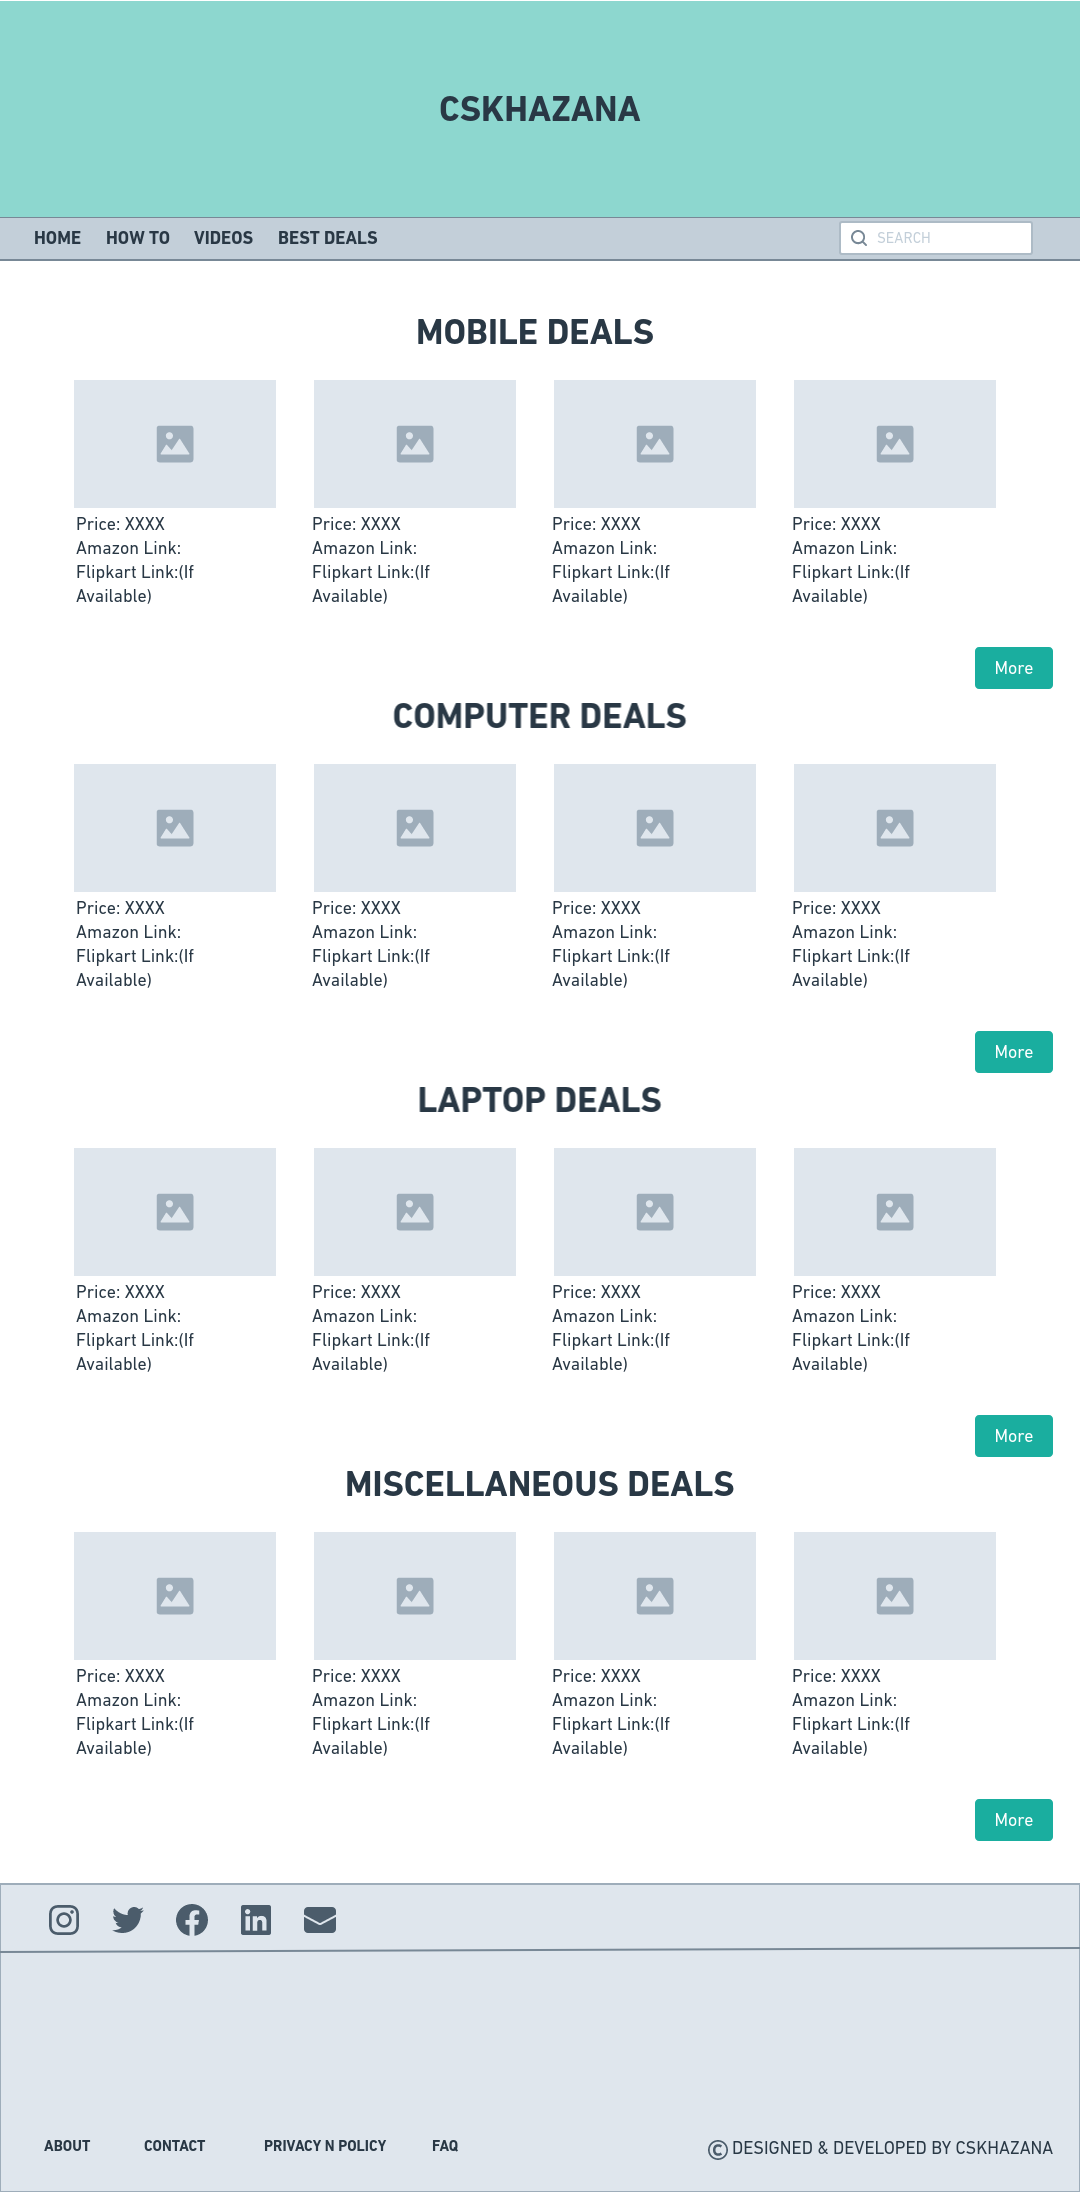 CSKHAZANA
HOME HOW TO VIDEOS BEST DEALS SEARCH
MOBILE DEALS
Price: XXXX Price: XXXX Price: XXXX Price: XXXX
Amazon Link: Amazon Link: Amazon Link: Amazon Link:
Flipkart Link:(If Flipkart Link:(If Flipkart Link:(If Flipkart Link:(If
Available) Available) Available) Available)
More
COMPUTER DEALS
Price: XXXX Price: XXXX Price: XXXX Price: XXXX
Amazon Link: Amazon Link: Amazon Link: Amazon Link:
Flipkart Link:(If Flipkart Link:(If Flipkart Link:(If Flipkart Link:(If
Available) Available) Available) Available)
More
LAPTOP DEALS
Price: XXXX Price: XXXX Price: XXXX Price: XXXX
Amazon Link: Amazon Link: Amazon Link: Amazon Link:
Flipkart Link:(If Flipkart Link:(If Flipkart Link:(If Flipkart Link:(If
Available) Available) Available) Available)
More
MISCELLANEOUS DEALS
Price: XXXX Price: XXXX Price: XXXX Price: XXXX
Amazon Link: Amazon Link: Amazon Link: Amazon Link:
Flipkart Link:(If Flipkart Link:(If Flipkart Link:(If Flipkart Link:(If
Available) Available) Available) Available)
More
ABOUT CONTACT PRIVACY N POLICY FAQ © DESIGNED & DEVELOPED BY CSKHAZANA